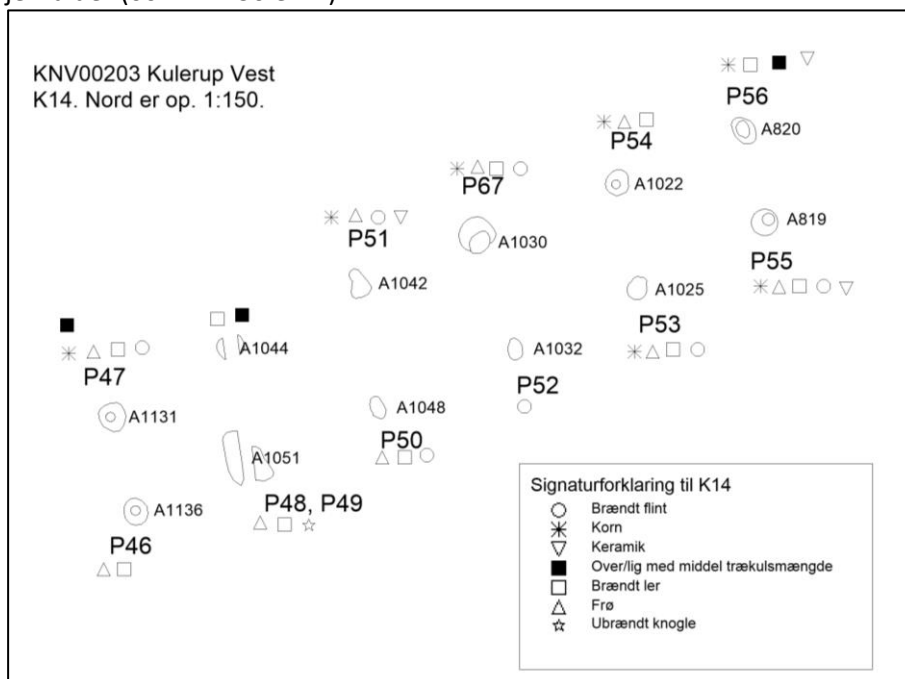 KNV00203 Kulerup Vest
K14. Nord er op. 1:150.
P56
A820
P54
A1022
P67
A1030
A819
P55
P51
A1042
A1025
P53
A1044
A1032
P52
P47
A1131
A1048
P50
A1051
P48, P49
A1136
P46
Signaturforklaring til K14
Brændt flint
Korn
Keramik
Over/lig med middel trækulsmængde
Brændt ler
Frø
Ubrændt knogle